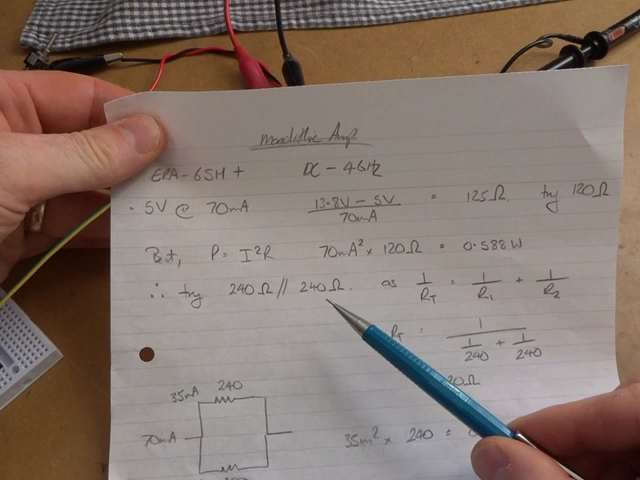 Monolithic Amp
ERA-6SM+ DC - 4GHz
- 5V @ 70mA 13.8V - 5V / 70mA = 125Ω. try 120Ω
But, P = I²R 70mA² × 120Ω = 0.588W
∴ try 240Ω // 240Ω. as 1/RT = 1/R1 + 1/R2
RT = 1 / (1/240 + 1/240)
20Ω
35mA 240
70mA 35m² × 240 =